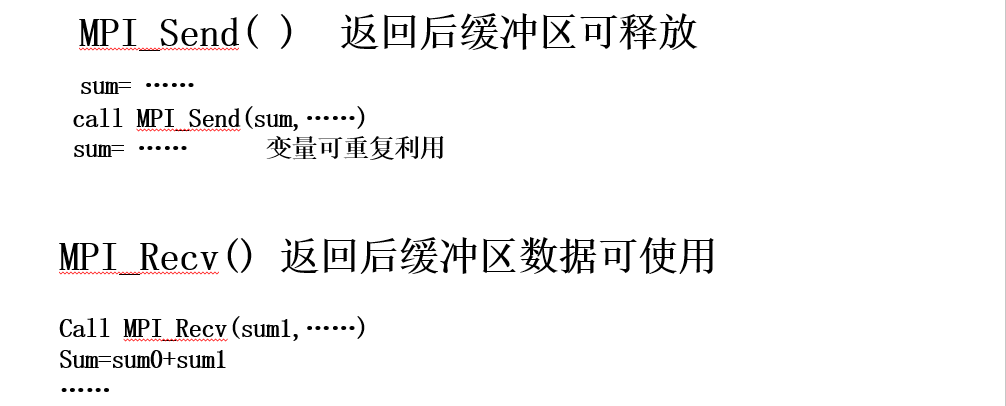 MPI_Send( ) 返回后缓冲区可释放
sum= ……
call MPI_Send(sum,……)
sum= …… 变量可重复利用
MPI_Recv() 返回后缓冲区数据可使用
Call MPI_Recv(sum1,……)
Sum=sum0+sum1
……